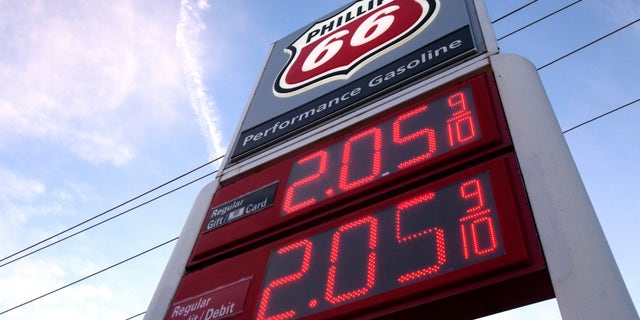 PHILLIPS
66
Performance Gasoline
Regular
Gift / Card
2.05 9/10
Regular
Credit / Debit
2.05 9/10